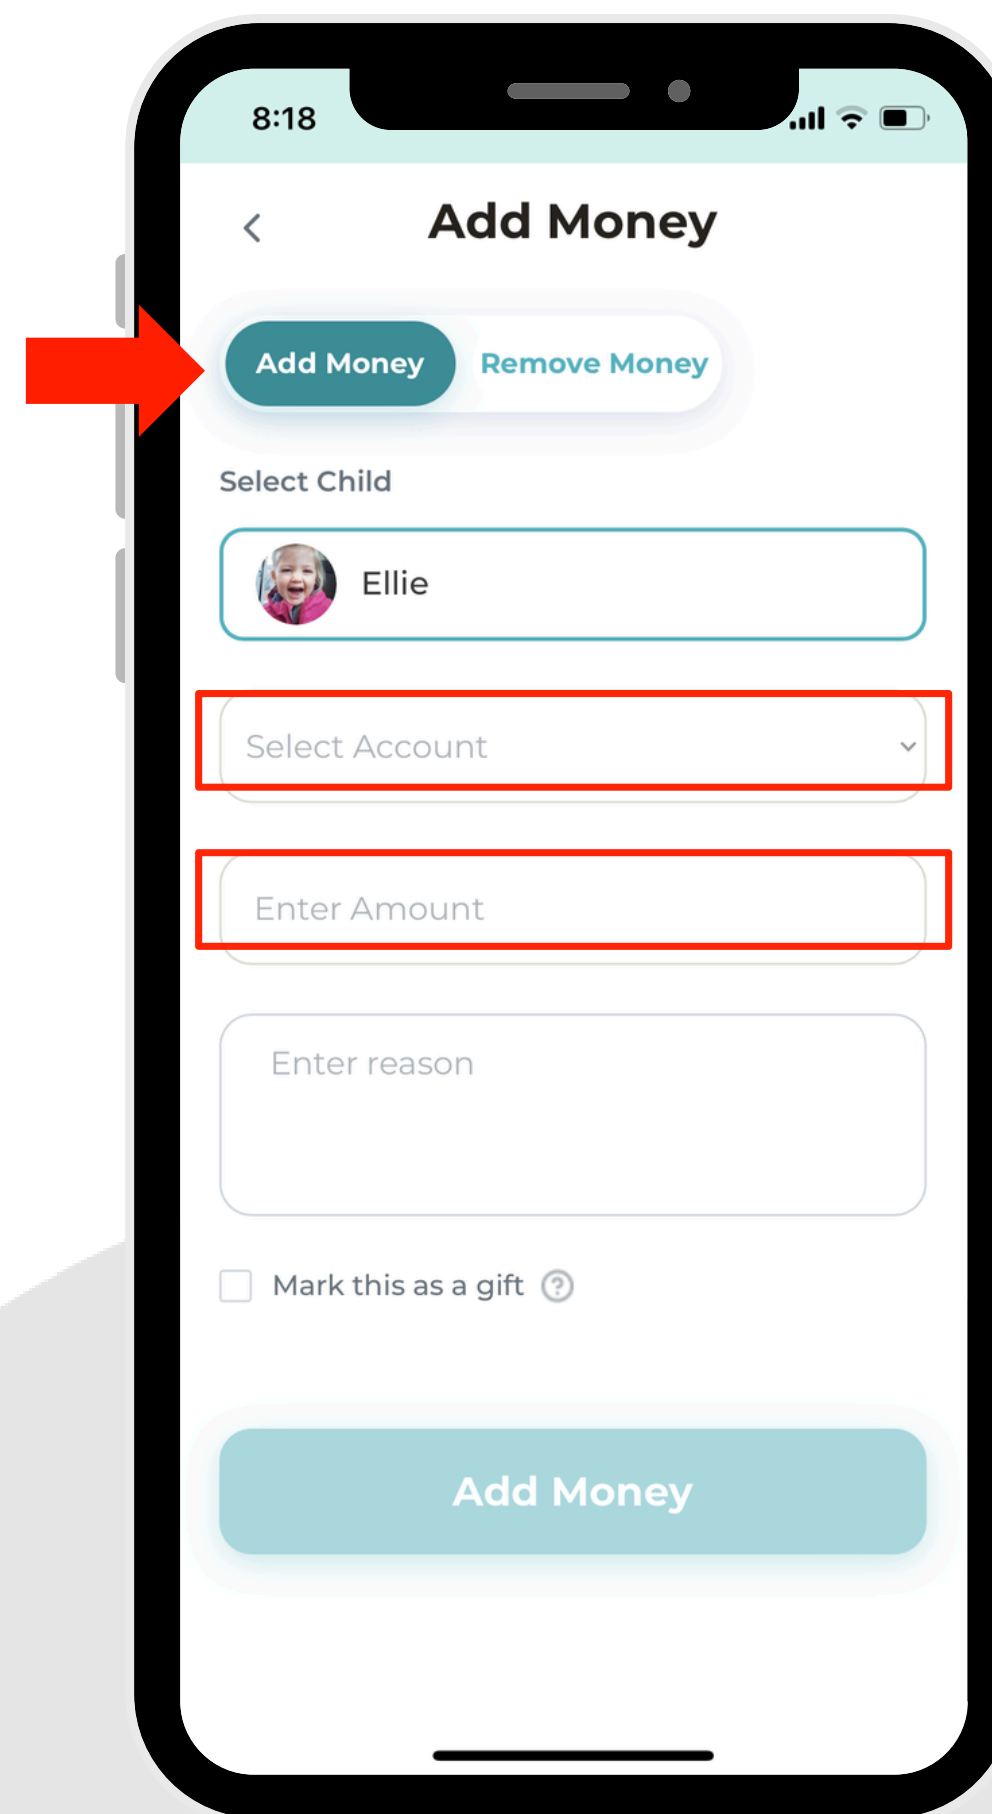 8:18
Add Money
Add Money Remove Money
Select Child
Ellie
Select Account
Enter Amount
Enter reason
Mark this as a gift ?
Add Money